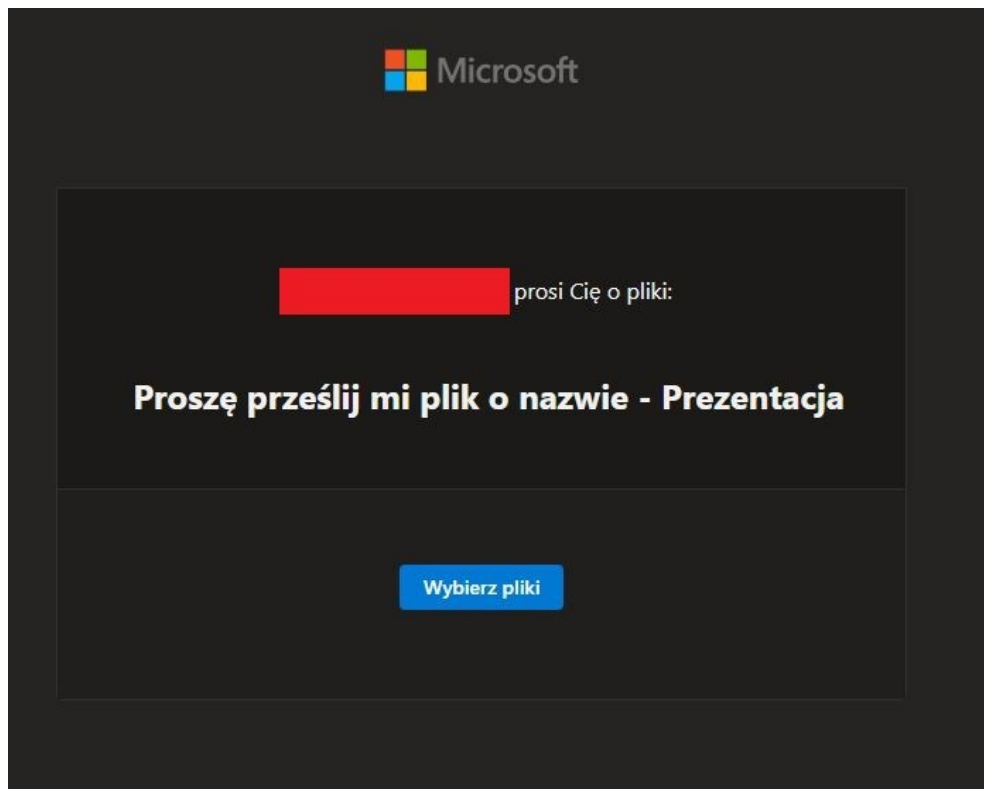 Microsoft
prosi Cię o pliki:
Proszę prześlij mi plik o nazwie - Prezentacja
Wybierz pliki